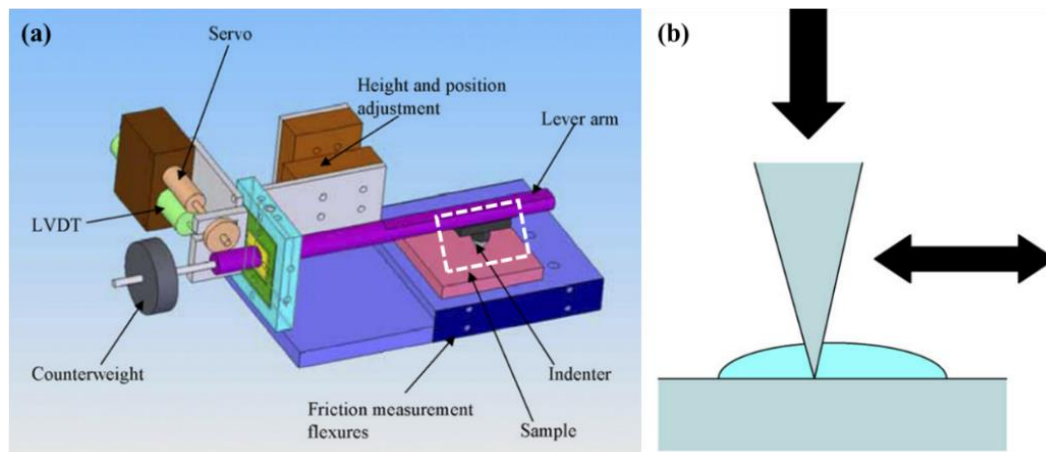 (a)
Servo
Height and position
adjustment
Lever arm
LVDT
Counterweight
Friction measurement
flexures
Indenter
Sample
(b)